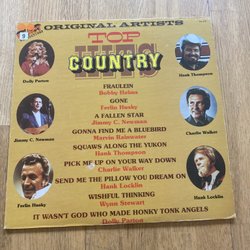 ORIGINAL ARTISTS
TOP
COUNTRY
HITS
FRAULEIN
Bobby Helms
GONE
Ferlin Husky
A FALLEN STAR
Jimmy C. Newman
GONNA FIND ME A BLUEBIRD
Marvin Rainwater
SQUAWS ALONG THE YUKON
Hank Thompson
PICK ME UP ON YOUR WAY DOWN
Charlie Walker
SEND ME THE PILLOW YOU DREAM ON
Hank Locklin
WISHFUL THINKING
Wynn Stewart
IT WASN'T GOD WHO MADE HONKY TONK ANGELS
Dolly Parton
Dolly Parton
Jimmy C. Newman
Ferlin Husky
Hank Thompson
Charlie Walker
Hank Locklin